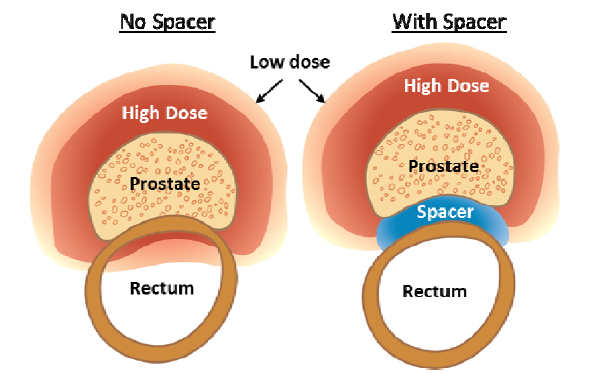 No Spacer
With Spacer
Low dose
High Dose
High Dose
Prostate
Prostate
Spacer
Rectum
Rectum